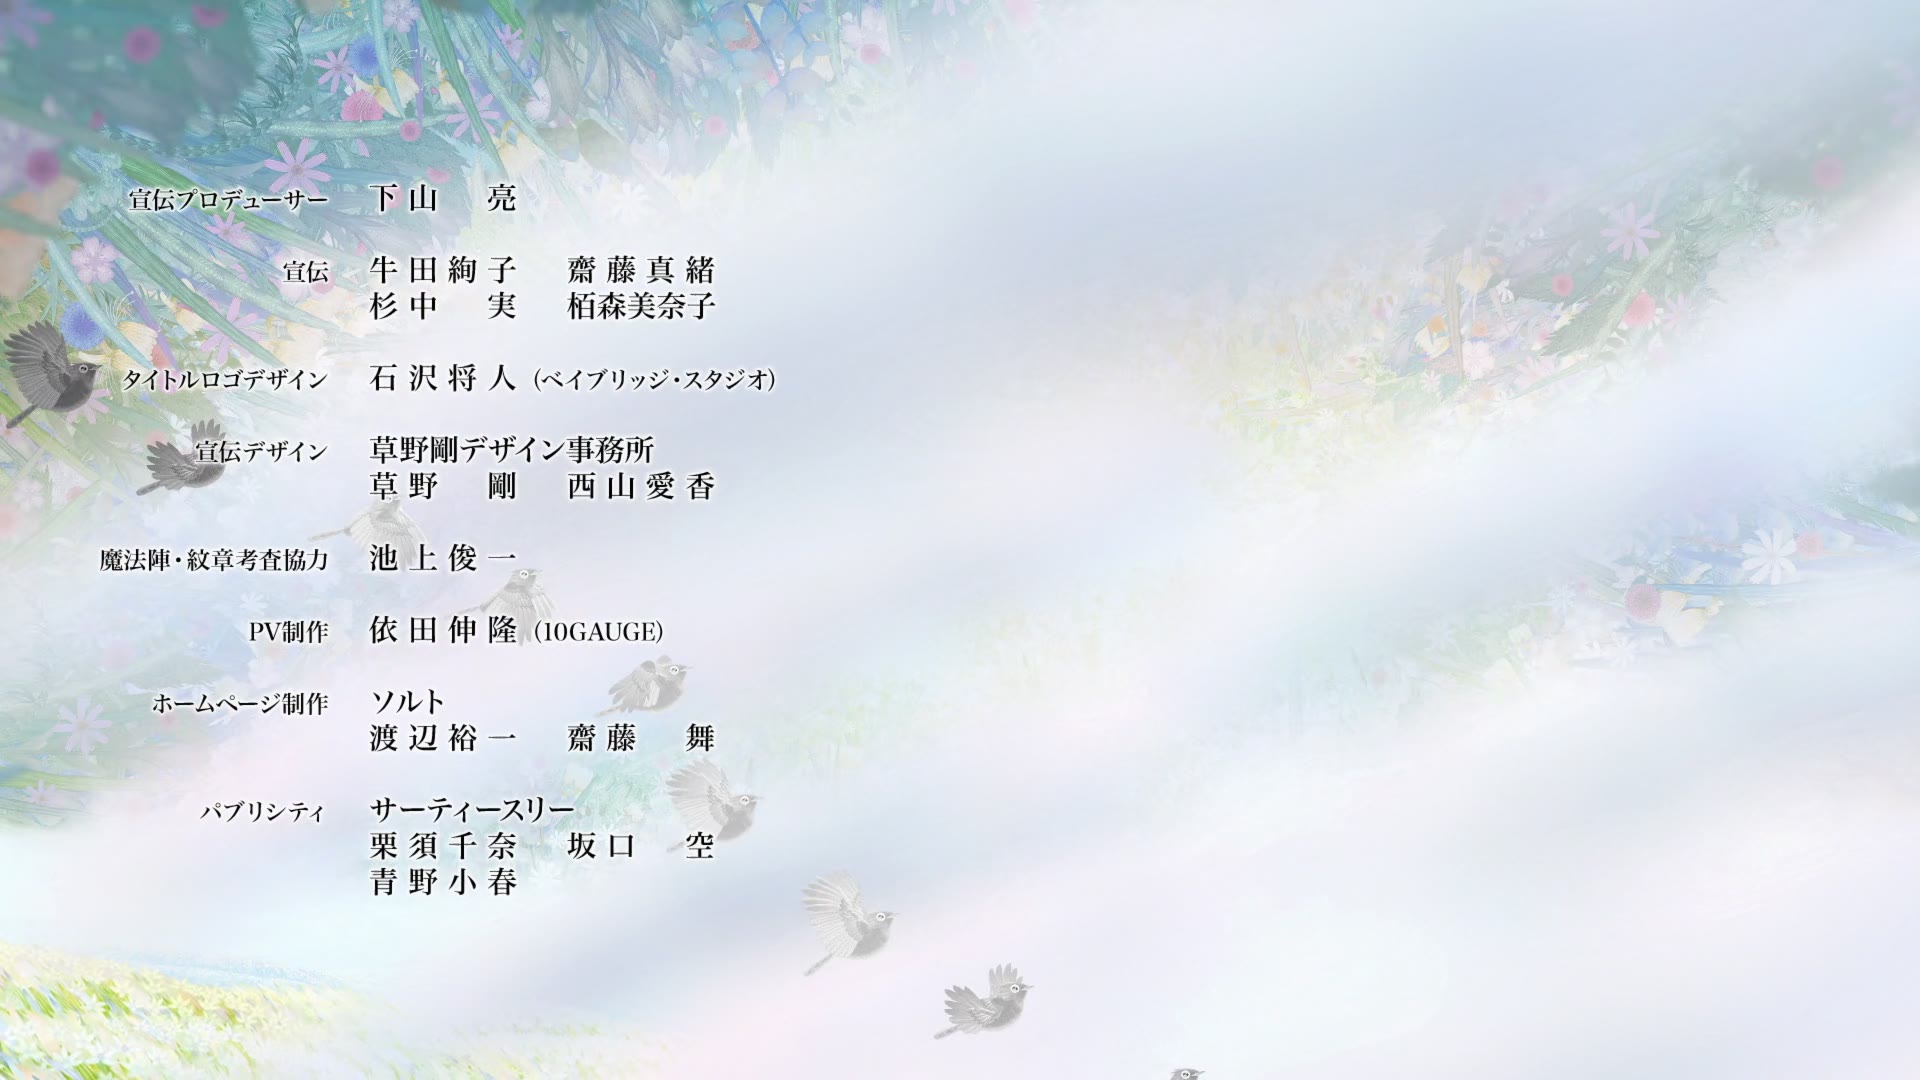 宣伝プロデューサー 下山 亮
宣伝 牛田絢子 齋藤真緒
杉中 実 栢森美奈子
タイトルロゴデザイン 石沢将人 (ベイブリッジ・スタジオ)
宣伝デザイン 草野剛デザイン事務所
草野 剛 西山愛香
魔法陣・紋章考査協力 池上俊一
PV制作 依田伸隆 (10GAUGE)
ホームページ制作 ソルト
渡辺裕一 齋藤 舞
パブリシティ サーティースリー
栗須千奈 坂口 空
青野小春